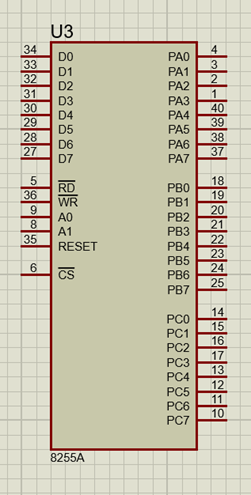 U3
34 D0 PA0 4
33 D1 PA1 3
32 D2 PA2 2
31 D3 PA3 1
30 D4 PA4 40
29 D5 PA5 39
28 D6 PA6 38
27 D7 PA7 37
5 RD PB0 18
36 WR PB1 19
9 A0 PB2 20
8 A1 PB3 21
35 RESET PB4 22
PB5 23
6 CS PB6 24
PB7 25
PC0 14
PC1 15
PC2 16
PC3 17
PC4 13
PC5 12
PC6 11
PC7 10
8255A